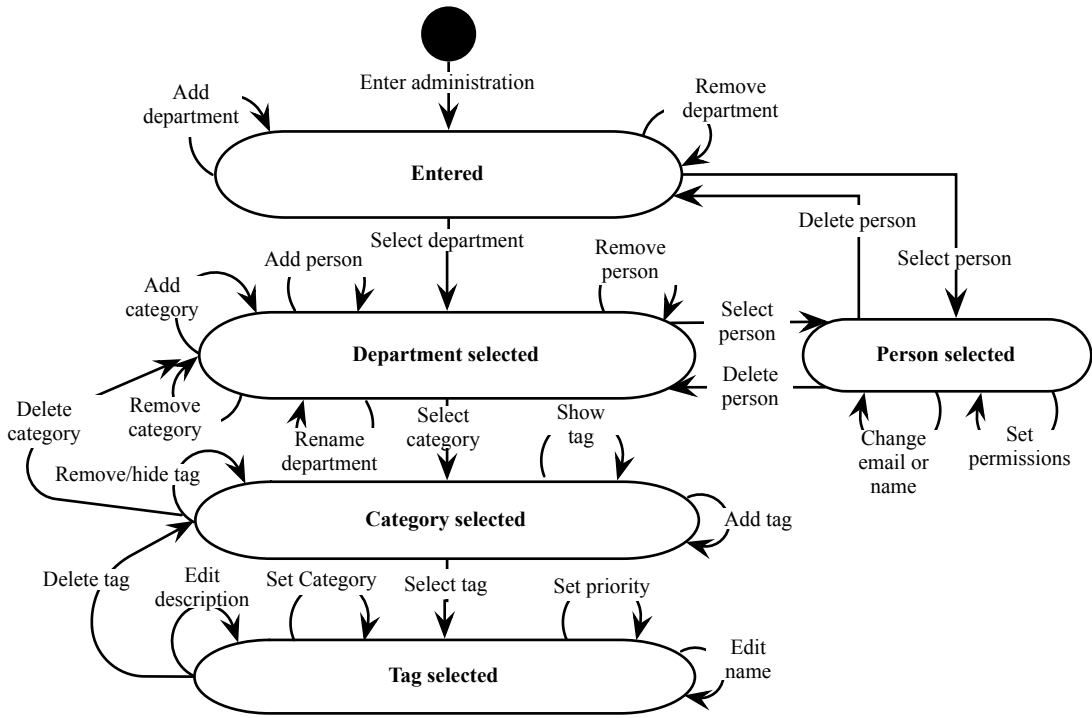 Enter administration
Add
department
Remove
department
Entered
Delete person
Select department
Select person
Add person
Remove
person
Add
category
Select
person
Department selected
Person selected
Delete
person
Delete
category
Remove
category
Rename
department
Select
category
Show
tag
Change
email or
name
Set
permissions
Remove/hide tag
Category selected
Add tag
Delete tag
Edit
description
Set Category
Select tag
Set priority
Edit
name
Tag selected